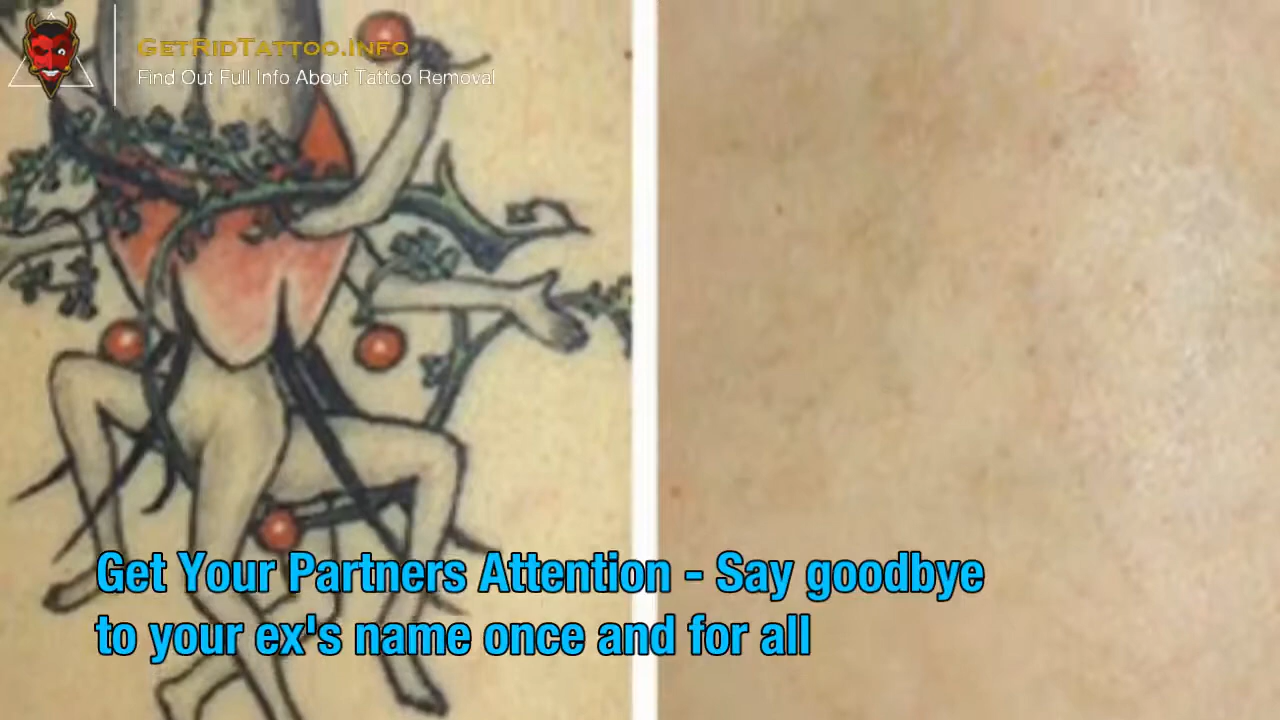 GetRidTattoo.Info
Find Out Full Info About Tattoo Removal
Get Your Partners Attention - Say goodbye
to your ex's name once and for all